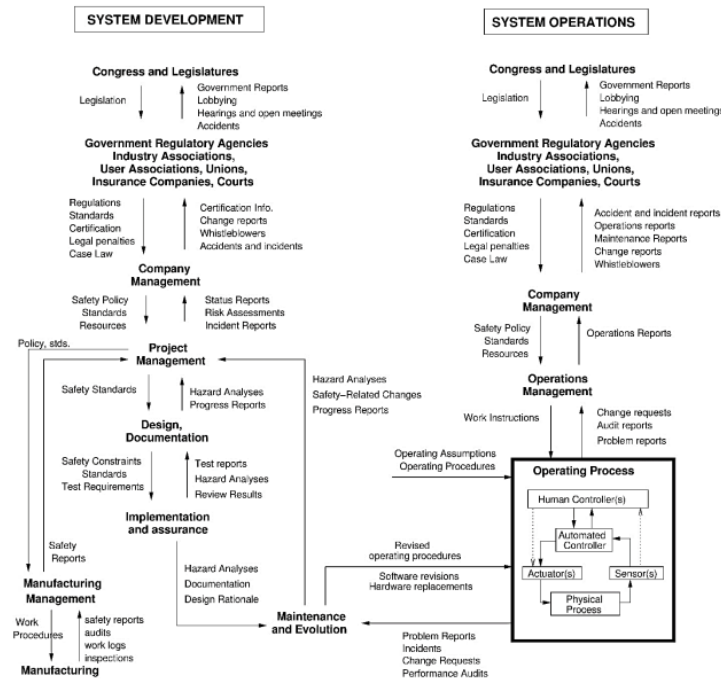 SYSTEM DEVELOPMENT
Congress and Legislatures
Legislation
Government Reports
Lobbying
Hearings and open meetings
Accidents
Government Regulatory Agencies
Industry Associations,
User Associations, Unions,
Insurance Companies, Courts
Regulations
Standards
Certification
Legal penalties
Case Law
Certification Info.
Change reports
Whistleblowers
Accidents and incidents
Company
Management
Safety Policy
Standards
Resources
Status Reports
Risk Assessments
Incident Reports
Policy, stds.
Project
Management
Safety Standards
Hazard Analyses
Progress Reports
Hazard Analyses
Safety-Related Changes
Progress Reports
Design,
Documentation
Safety Constraints
Standards
Test Requirements
Test reports
Hazard Analyses
Review Results
Implementation
and assurance
Safety
Reports
Hazard Analyses
Documentation
Design Rationale
Manufacturing
Management
Work
Procedures
safety reports
audits
work logs
inspections
Manufacturing
Maintenance
and Evolution
SYSTEM OPERATIONS
Congress and Legislatures
Legislation
Government Reports
Lobbying
Hearings and open meetings
Accidents
Government Regulatory Agencies
Industry Associations,
User Associations, Unions,
Insurance Companies, Courts
Regulations
Standards
Certification
Legal penalties
Case Law
Accident and incident reports
Operations reports
Maintenance Reports
Change reports
Whistleblowers
Company
Management
Safety Policy
Standards
Resources
Operations Reports
Operations
Management
Work Instructions
Change requests
Audit reports
Problem reports
Operating Assumptions
Operating Procedures
Operating Process
Human Controller(s)
Automated
Controller
Actuator(s)
Sensor(s)
Physical
Process
Revised
operating procedures
Software revisions
Hardware replacements
Problem Reports
Incidents
Change Requests
Performance Audits